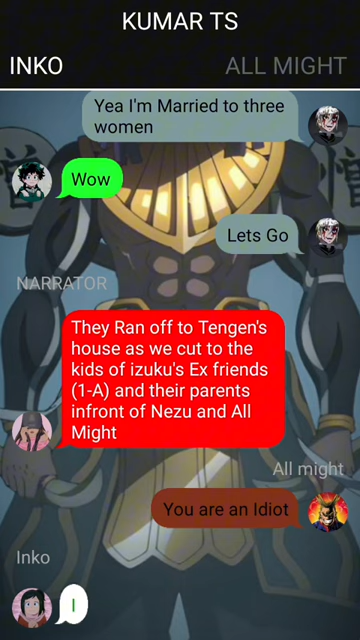 KUMAR TS
INKO
ALL MIGHT
Yea I'm Married to three
women
Wow
Lets Go
NARRATOR
They Ran off to Tengen's
house as we cut to the
kids of izuku's Ex friends
(1-A) and their parents
infront of Nezu and All
Might
All might
You are an Idiot
Inko
I